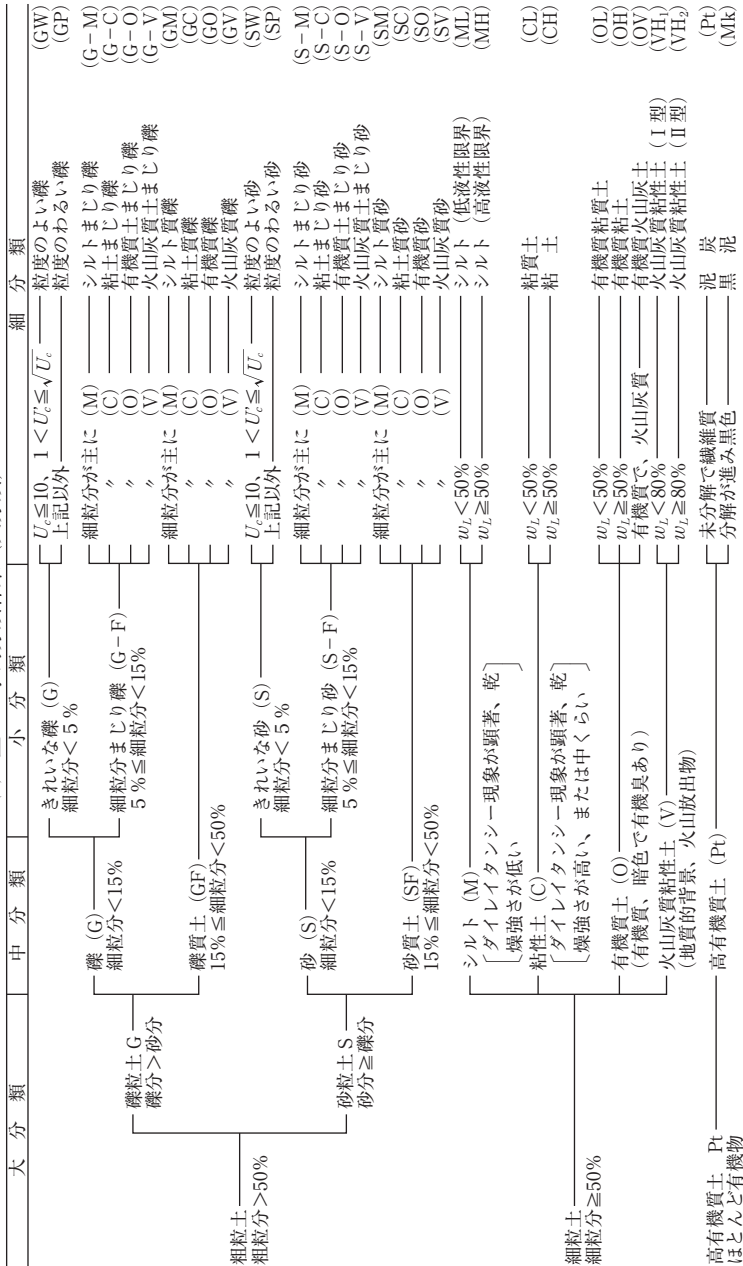 大 分 類　中 分 類　小 分 類　細 分 類
粗粒土
粗粒分>50%
礫粒土 G
礫分>砂分
礫 (G)
細粒分<15%
きれいな礫 (G)
細粒分<5%
U_c≦10、1<U'_c≦√U_c　粒度のよい礫 (GW)
上記以外　粒度のわるい礫 (GP)
細粒分まじり礫 (G-F)
5%≦細粒分<15%
細粒分が主に (M)　シルトまじり礫 (G-M)
〃 (C)　粘土まじり礫 (G-C)
〃 (O)　有機質土まじり礫 (G-O)
〃 (V)　火山灰質土まじり礫 (G-V)
礫質土 (GF)
15%≦細粒分<50%
細粒分が主に (M)　シルト質礫 (GM)
〃 (C)　粘土質礫 (GC)
〃 (O)　有機質礫 (GO)
〃 (V)　火山灰質礫 (GV)
砂粒土 S
砂分≧礫分
砂 (S)
細粒分<15%
きれいな砂 (S)
細粒分<5%
U_c≦10、1<U'_c≦√U_c　粒度のよい砂 (SW)
上記以外　粒度のわるい砂 (SP)
細粒分まじり砂 (S-F)
5%≦細粒分<15%
細粒分が主に (M)　シルトまじり砂 (S-M)
〃 (C)　粘土まじり砂 (S-C)
〃 (O)　有機質土まじり砂 (S-O)
〃 (V)　火山灰質土まじり砂 (S-V)
砂質土 (SF)
15%≦細粒分<50%
細粒分が主に (M)　シルト質砂 (SM)
〃 (C)　粘土質砂 (SC)
〃 (O)　有機質砂 (SO)
〃 (V)　火山灰質砂 (SV)
細粒土
細粒分≧50%
シルト (M)
〔ダイレイタンシー現象が顕著、乾
燥強さが低い〕
w_L<50%　シルト (低液性限界) (ML)
w_L≧50%　シルト (高液性限界) (MH)
粘性土 (C)
〔ダイレイタンシー現象が顕著、乾
燥強さが高い、または中くらい〕
w_L<50%　粘質土 (CL)
w_L≧50%　粘 土 (CH)
有機質土 (O)
(有機質、暗色で有機臭あり)
w_L<50%　有機質粘質土 (OL)
w_L≧50%　有機質粘土 (OH)
有機質で、火山灰質　有機質火山灰土 (OV)
火山灰質粘性土 (V)
(地質的背景、火山放出物)
w_L<80%　火山灰質粘性土 (Ⅰ型) (VH₁)
w_L≧80%　火山灰質粘性土 (Ⅱ型) (VH₂)
高有機質土 Pt
ほとんど有機物
高有機質土 (Pt)
未分解で繊維質　泥 炭 (Pt)
分解が進み黒色　黒 泥 (Mk)